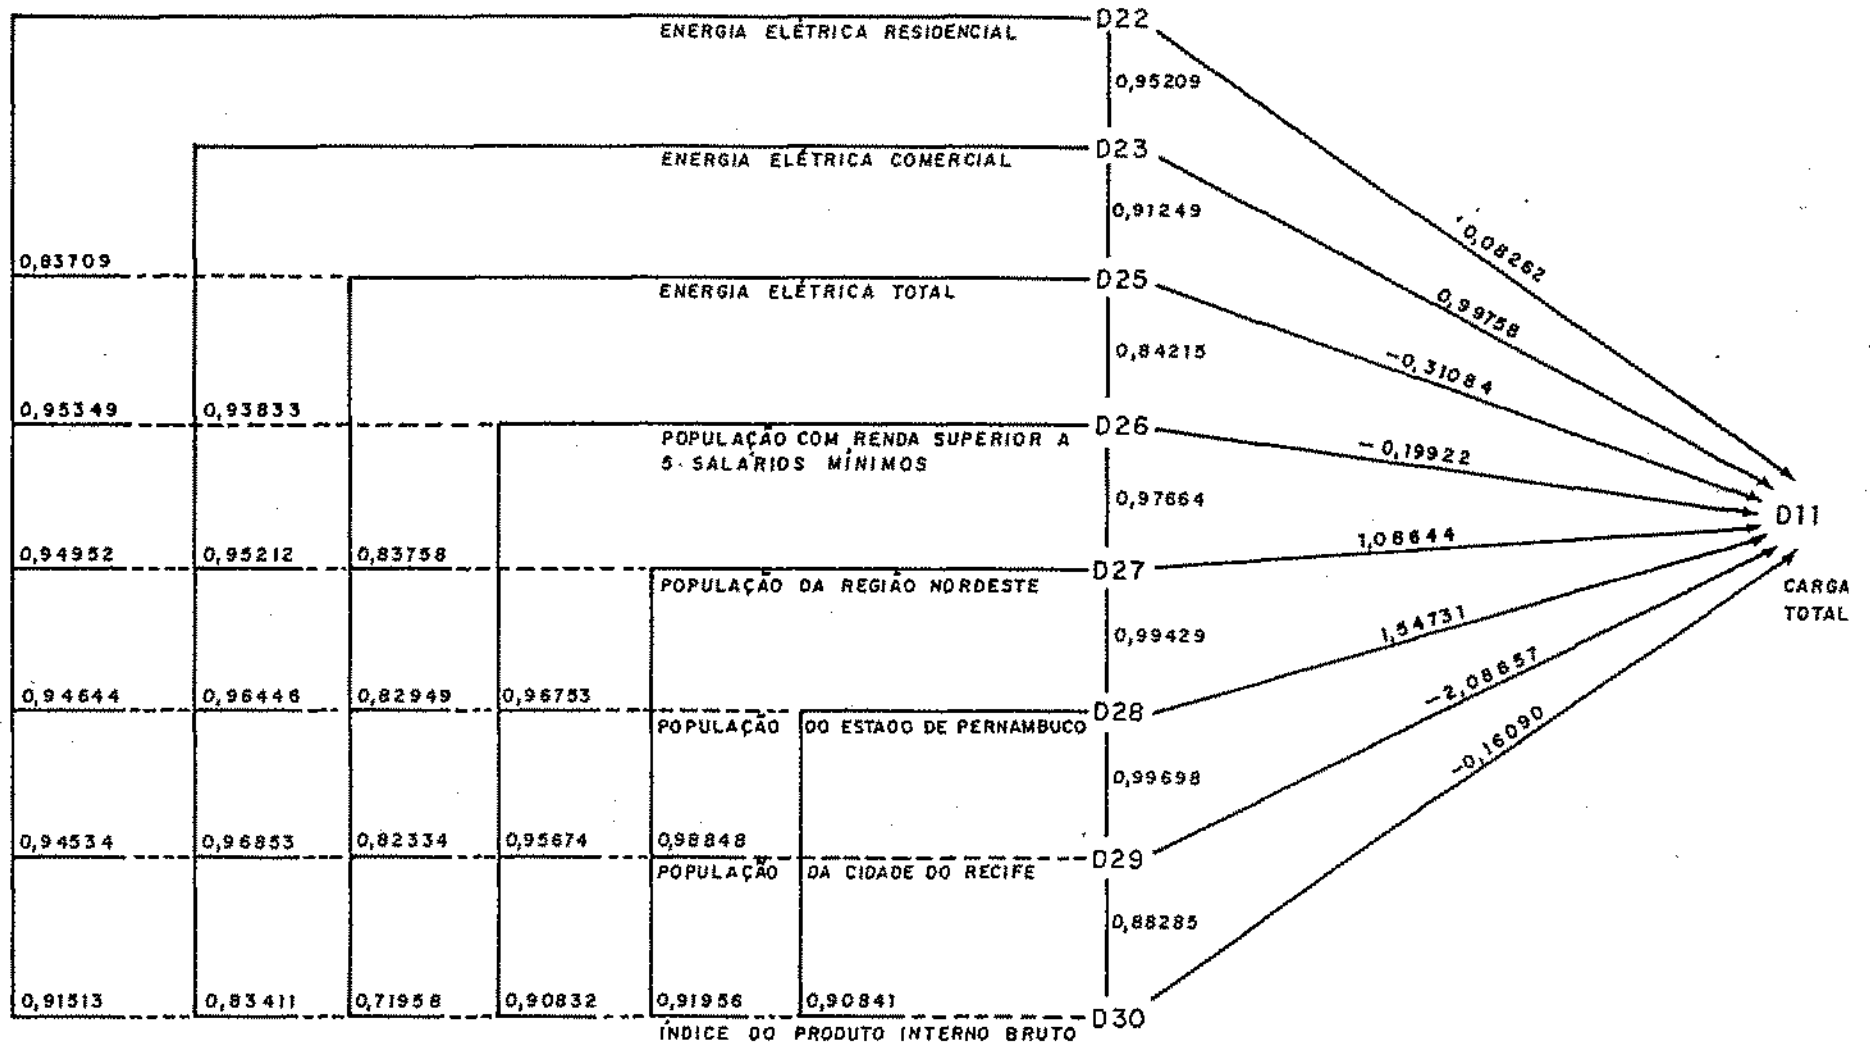 D22
ENERGIA ELÉTRICA RESIDENCIAL
0,95209
D23
ENERGIA ELÉTRICA COMERCIAL
0,91249
0,08262
0,83709
D25
ENERGIA ELÉTRICA TOTAL
0,99758
0,84215
-0,31084
0,95349 0,93833
D26
POPULAÇÃO COM RENDA SUPERIOR A
5 SALÁRIOS MÍNIMOS
-0,19922
0,97664
D11
0,94952 0,95212 0,83758
1,08644
D27
POPULAÇÃO DA REGIÃO NORDESTE
CARGA
TOTAL
0,99429
1,54731
0,94644 0,96446 0,82949 0,96753
-2,08657
D28
POPULAÇÃO DO ESTADO DE PERNAMBUCO
-0,16090
0,99698
0,94534 0,96853 0,82334 0,95674 0,98848
D29
POPULAÇÃO DA CIDADE DO RECIFE
0,88285
0,91513 0,83411 0,71958 0,90832 0,91956 0,90841
D30
ÍNDICE DO PRODUTO INTERNO BRUTO